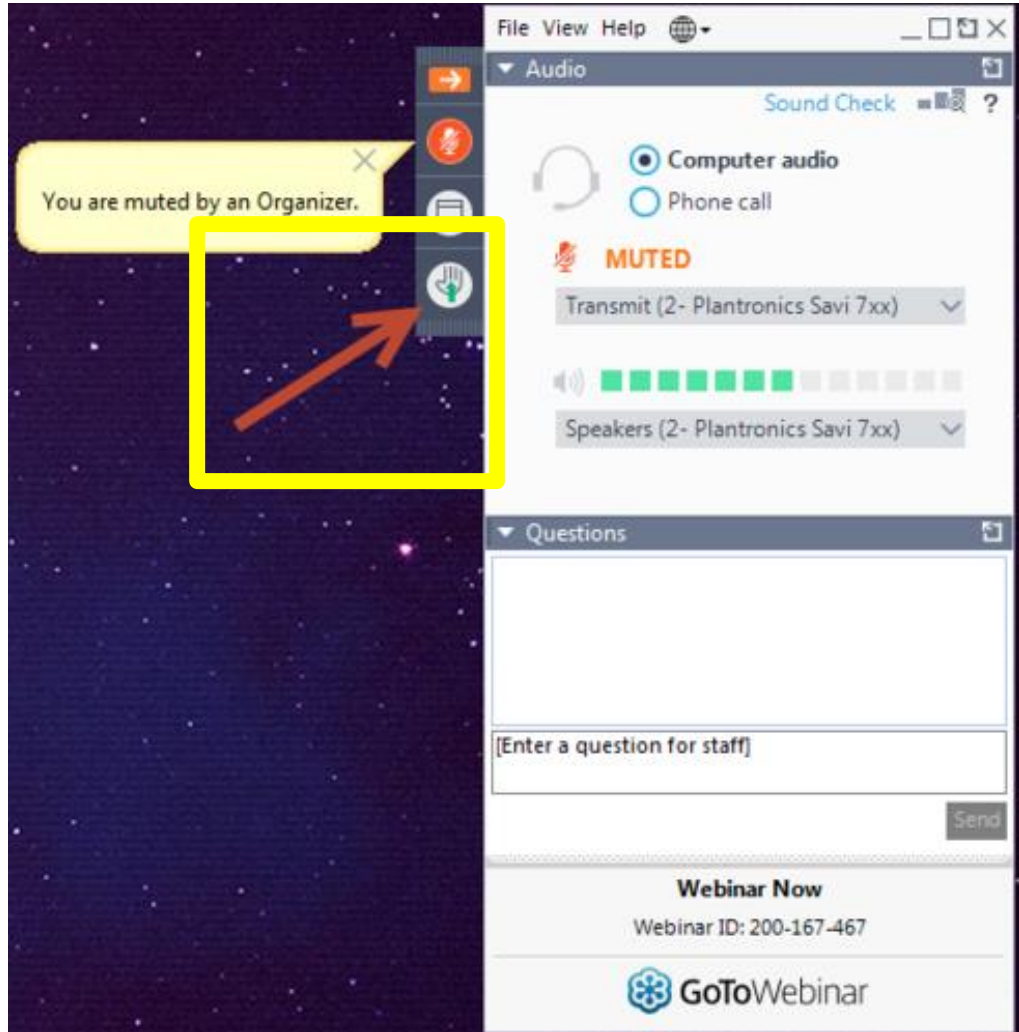 File View Help
Audio
Sound Check ?
Computer audio
Phone call
You are muted by an Organizer.
MUTED
Transmit (2- Plantronics Savi 7xx)
Speakers (2- Plantronics Savi 7xx)
Questions
[Enter a question for staff]
Send
Webinar Now
Webinar ID: 200-167-467
GoToWebinar